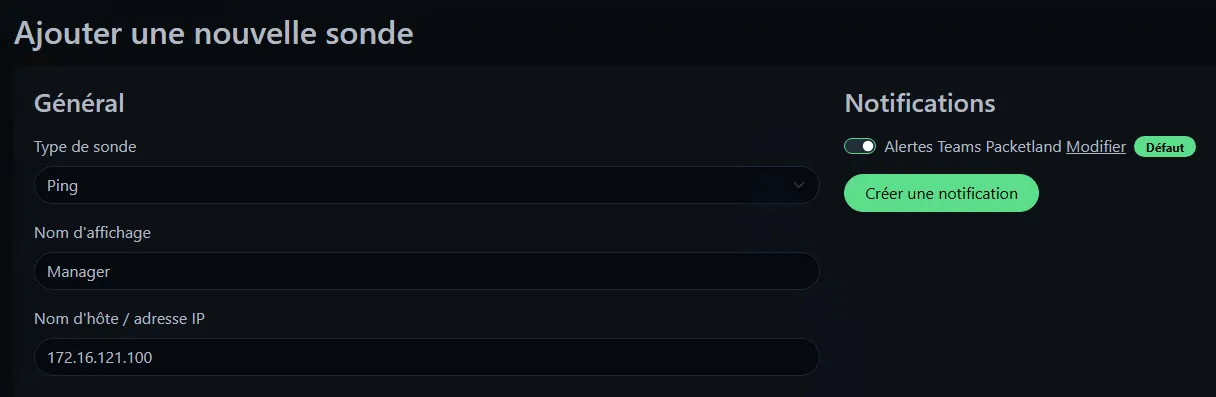 Ajouter une nouvelle sonde
Général
Type de sonde
Ping
Nom d'affichage
Manager
Nom d'hôte / adresse IP
172.16.121.100
Notifications
Alertes Teams Packetland Modifier Défaut
Créer une notification